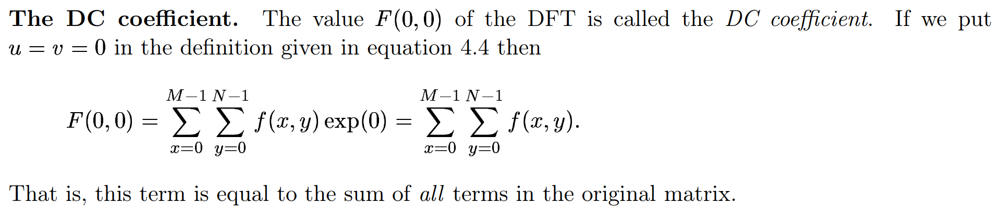 The DC coefficient. The value F(0, 0) of the DFT is called the DC coefficient. If we put
u = v = 0 in the definition given in equation 4.4 then
F(0, 0) = \sum_{x=0}^{M-1} \sum_{y=0}^{N-1} f(x, y) exp(0) = \sum_{x=0}^{M-1} \sum_{y=0}^{N-1} f(x, y).
That is, this term is equal to the sum of all terms in the original matrix.